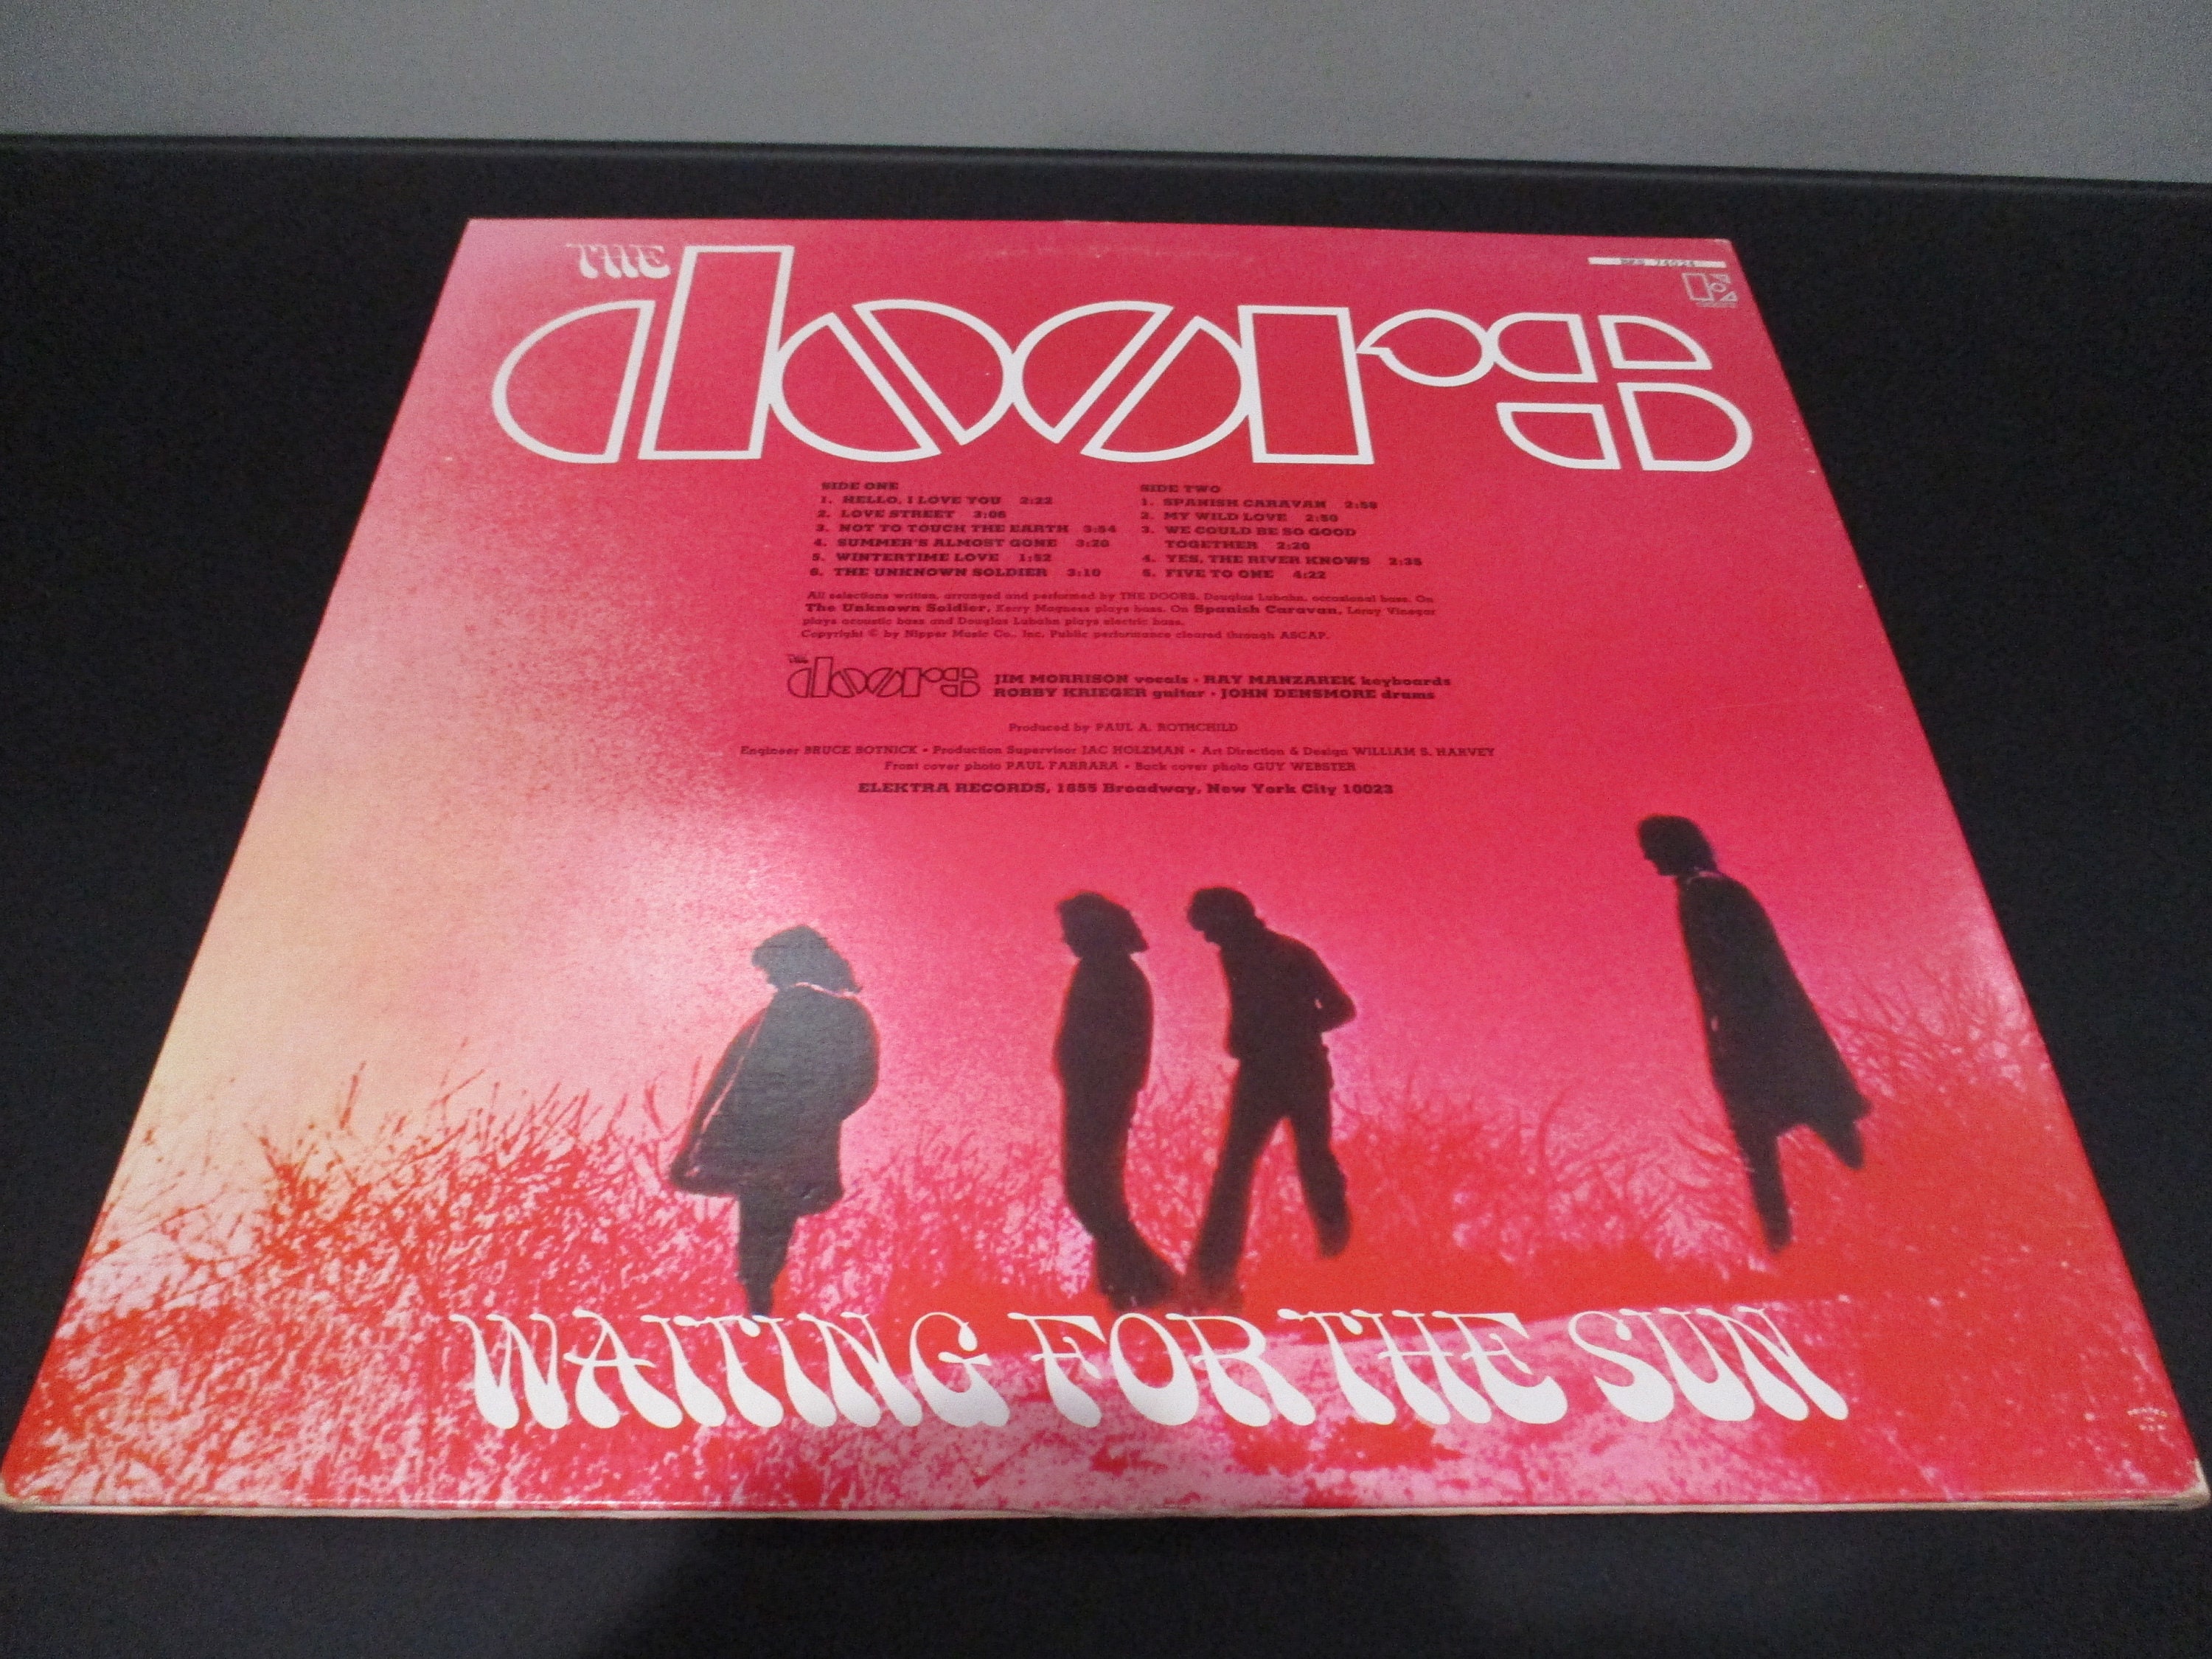 THE
doors
EKS 74024
SIDE ONE
1. HELLO, I LOVE YOU 2:22
2. LOVE STREET 3:06
3. NOT TO TOUCH THE EARTH 3:54
4. SUMMER'S ALMOST GONE 3:20
5. WINTERTIME LOVE 1:52
6. THE UNKNOWN SOLDIER 3:10
SIDE TWO
1. SPANISH CARAVAN 2:58
2. MY WILD LOVE 2:50
3. WE COULD BE SO GOOD
TOGETHER 2:20
4. YES, THE RIVER KNOWS 2:35
5. FIVE TO ONE 4:22
All selections written, arranged and performed by THE DOORS. Douglas Lubahn, occasional bass. On
The Unknown Soldier, Kerry Magness plays bass. On Spanish Caravan, Leroy Vinegar
plays acoustic bass and Douglas Lubahn plays electric bass.
Copyright © by Nipper Music Co., Inc. Public performance cleared through ASCAP.
THE
doors
JIM MORRISON vocals • RAY MANZAREK keyboards
ROBBY KRIEGER guitar • JOHN DENSMORE drums
Produced by PAUL A. ROTHCHILD
Engineer BRUCE BOTNICK • Production Supervisor JAC HOLZMAN • Art Direction & Design WILLIAM S. HARVEY
Front cover photo PAUL FARRARA • Back cover photo GUY WEBSTER
ELEKTRA RECORDS, 1855 Broadway, New York City 10023
WAITING FOR THE SUN